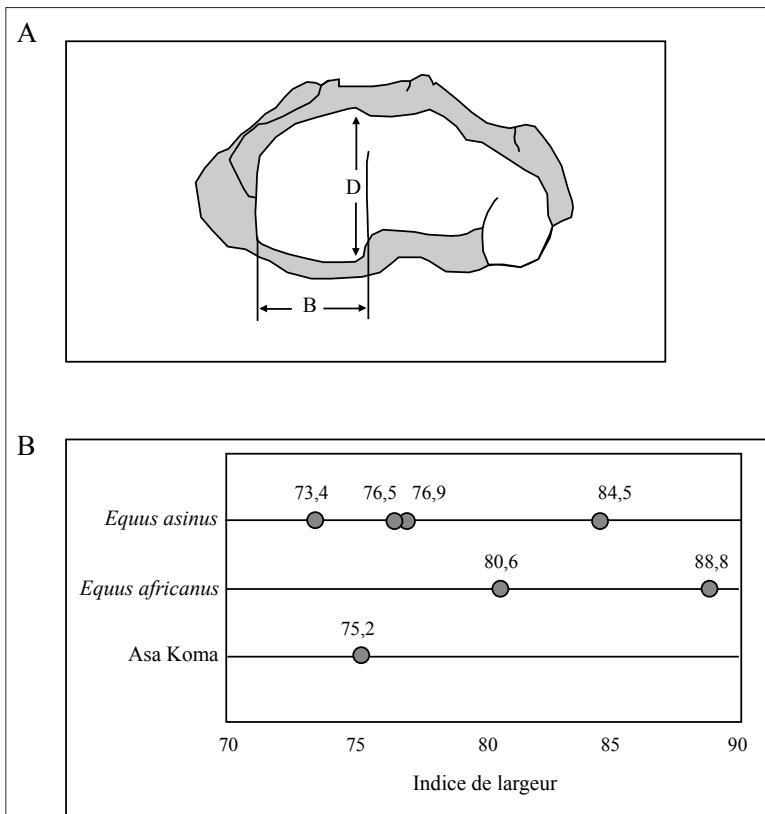 A
D
B
B
73,4 76,5 76,9 84,5
Equus asinus
80,6 88,8
Equus africanus
75,2
Asa Koma
70 75 80 85 90
Indice de largeur